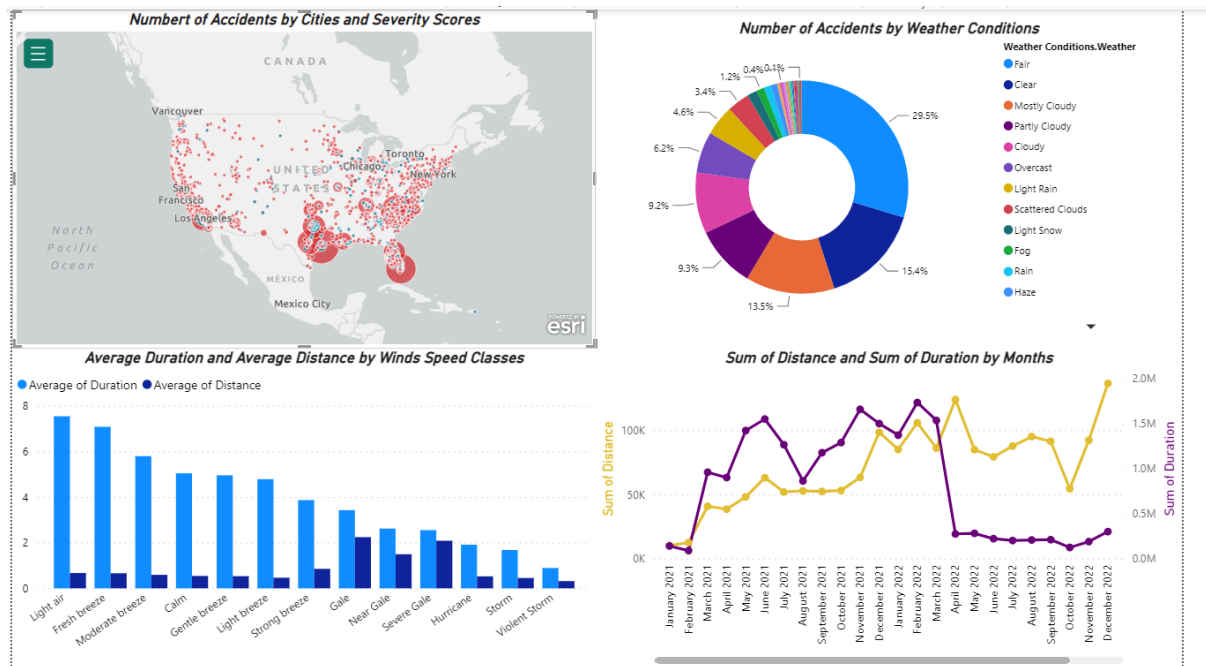 Numbert of Accidents by Cities and Severity Scores
CANADA
Vancouver
Toronto
Chicago
New York
UNITED
STATES
San
Francisco
Los Angeles
North
Pacific
Ocean
MÉXICO
Mexico City
POWERED BY
esri
Number of Accidents by Weather Conditions
Weather Conditions.Weather
Fair
Clear
Mostly Cloudy
Partly Cloudy
Cloudy
Overcast
Light Rain
Scattered Clouds
Light Snow
Fog
Rain
Haze
29.5%
15.4%
13.5%
9.3%
9.2%
6.2%
4.6%
3.4%
1.2%
0.4%
0.1%
Average Duration and Average Distance by Winds Speed Classes
Average of Duration
Average of Distance
8
6
4
2
0
Light air
Fresh breeze
Moderate breeze
Calm
Gentle breeze
Light breeze
Strong breeze
Gale
Near Gale
Severe Gale
Hurricane
Storm
Violent Storm
Sum of Distance and Sum of Duration by Months
Sum of Distance
100K
50K
0K
2.0M
1.5M
1.0M
0.5M
0.0M
Sum of Duration
January 2021
February 2021
March 2021
April 2021
May 2021
June 2021
July 2021
August 2021
September 2021
October 2021
November 2021
December 2021
January 2022
February 2022
March 2022
April 2022
May 2022
June 2022
July 2022
August 2022
September 2022
October 2022
November 2022
December 2022